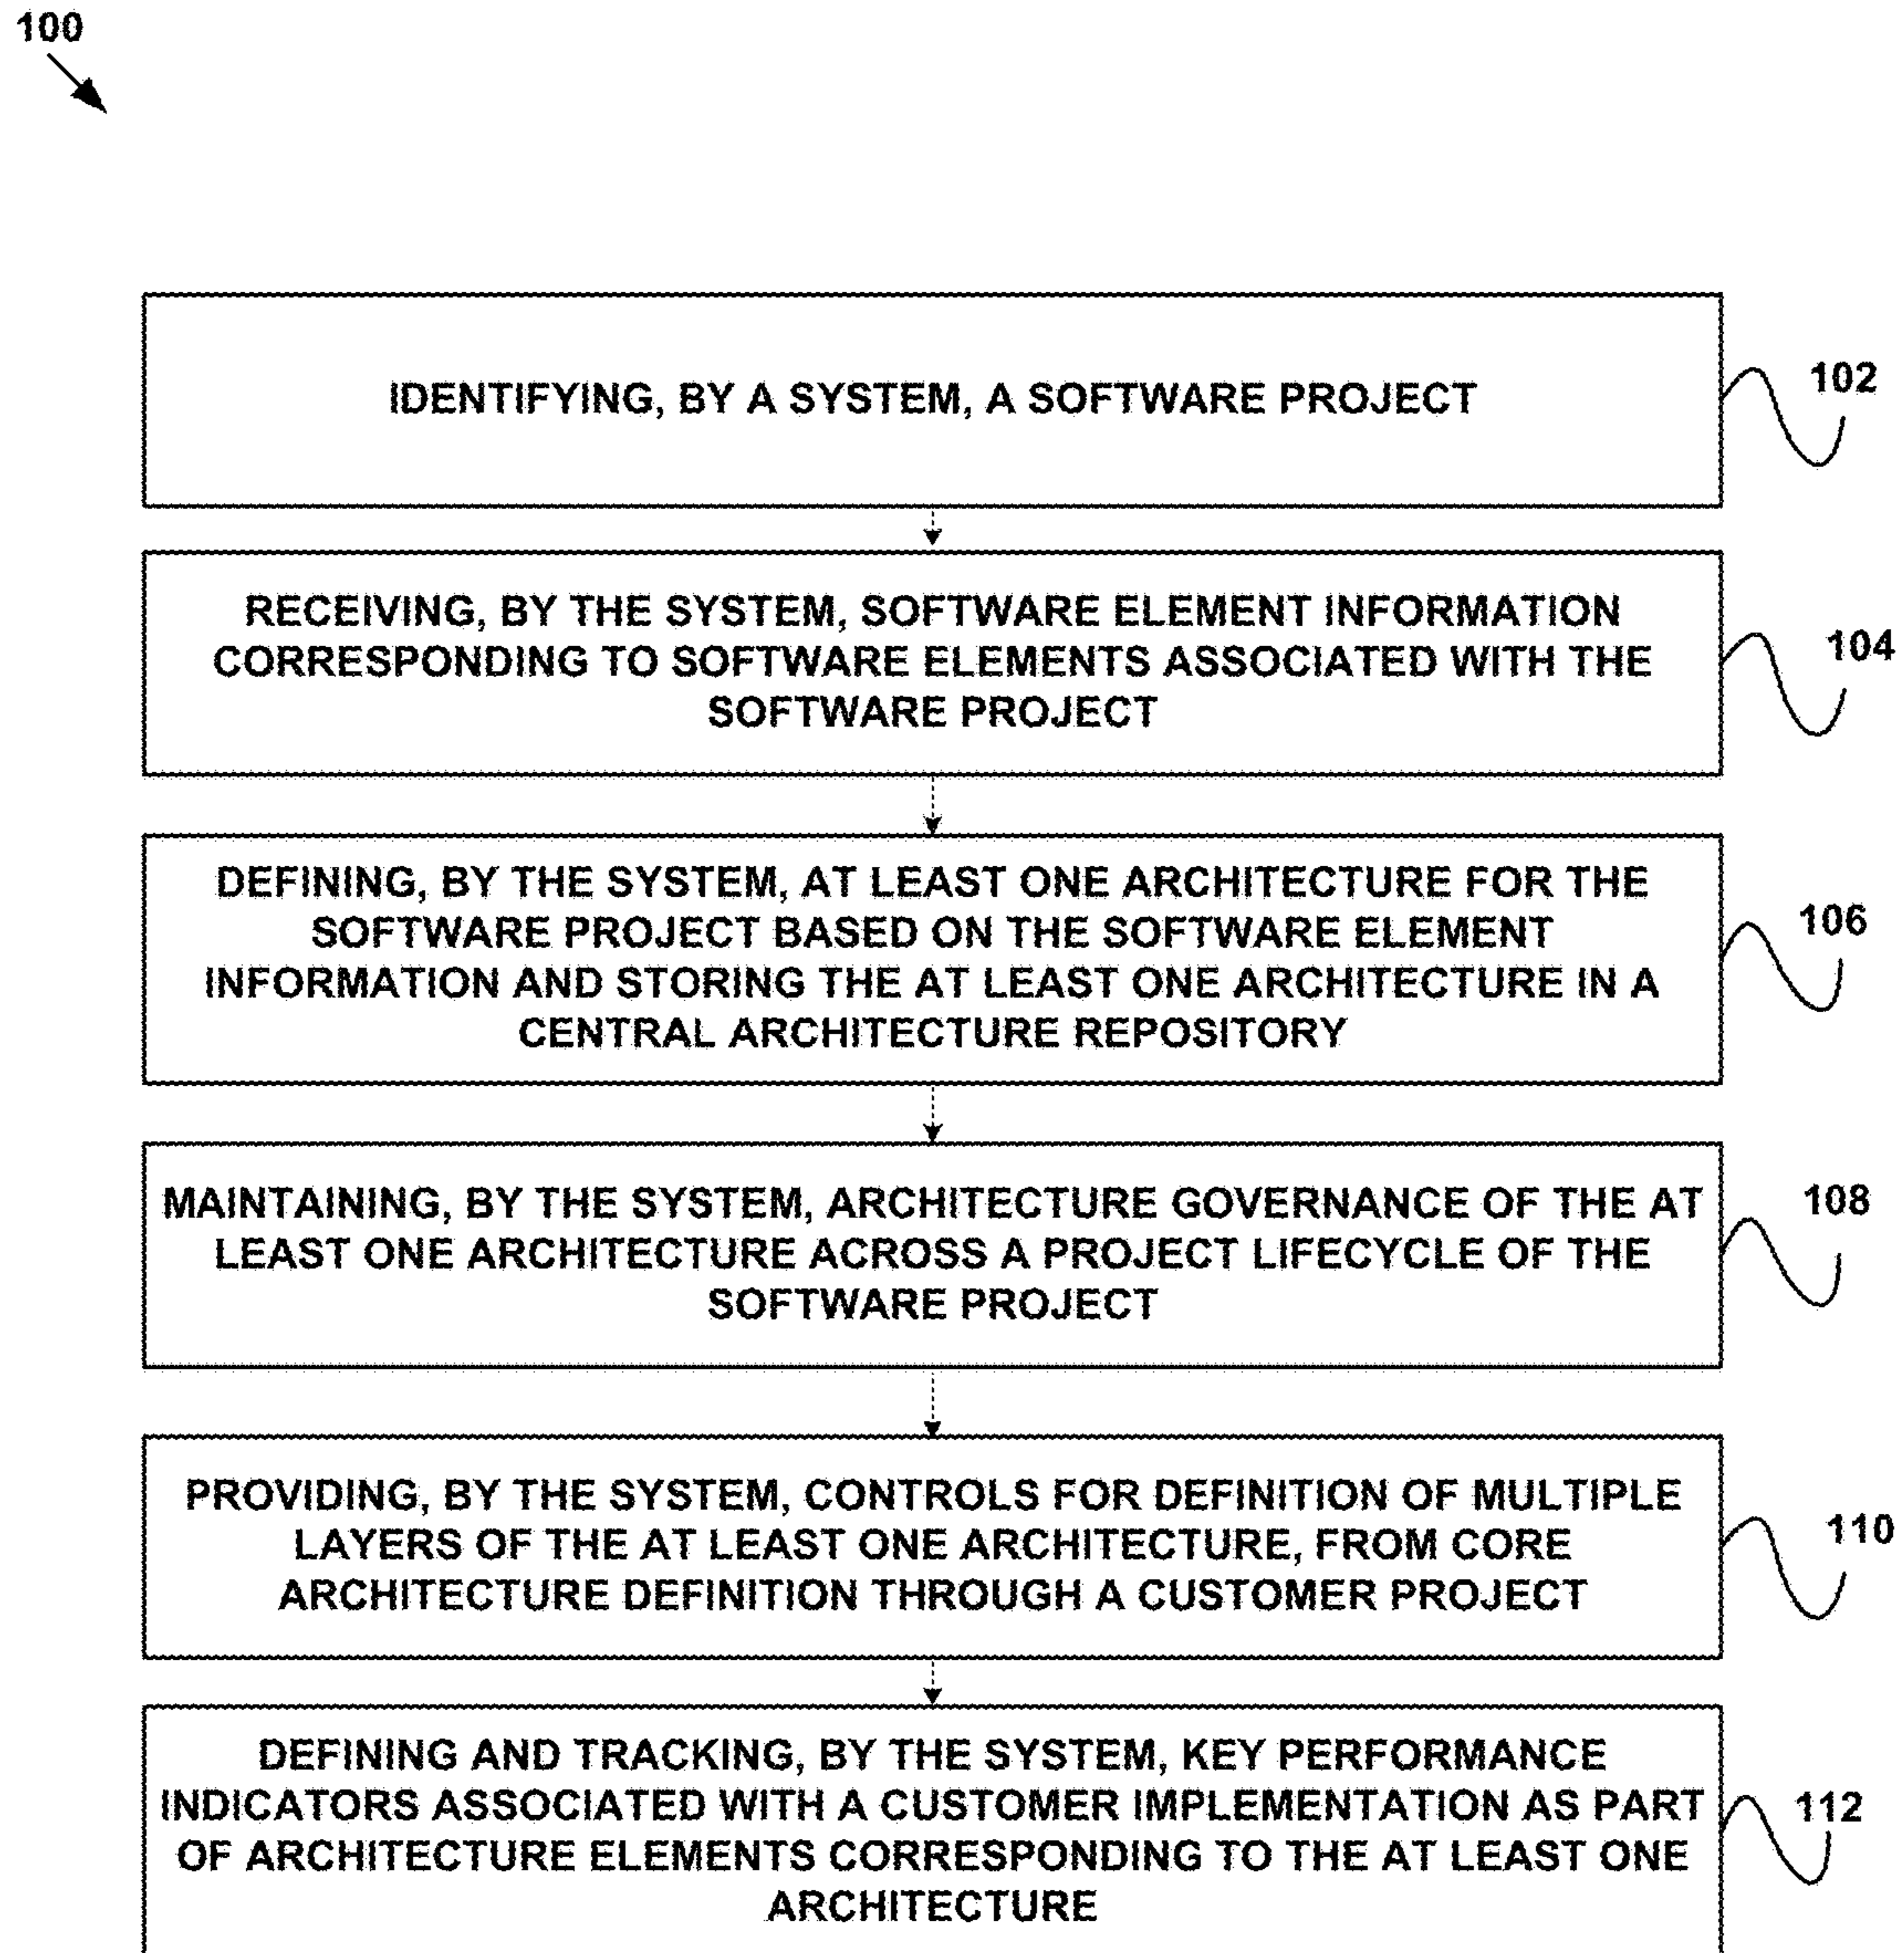 100
IDENTIFYING, BY A SYSTEM, A SOFTWARE PROJECT
102
RECEIVING, BY THE SYSTEM, SOFTWARE ELEMENT INFORMATION
CORRESPONDING TO SOFTWARE ELEMENTS ASSOCIATED WITH THE
SOFTWARE PROJECT
104
DEFINING, BY THE SYSTEM, AT LEAST ONE ARCHITECTURE FOR THE
SOFTWARE PROJECT BASED ON THE SOFTWARE ELEMENT
INFORMATION AND STORING THE AT LEAST ONE ARCHITECTURE IN A
CENTRAL ARCHITECTURE REPOSITORY
106
MAINTAINING, BY THE SYSTEM, ARCHITECTURE GOVERNANCE OF THE AT
LEAST ONE ARCHITECTURE ACROSS A PROJECT LIFECYCLE OF THE
SOFTWARE PROJECT
108
PROVIDING, BY THE SYSTEM, CONTROLS FOR DEFINITION OF MULTIPLE
LAYERS OF THE AT LEAST ONE ARCHITECTURE, FROM CORE
ARCHITECTURE DEFINITION THROUGH A CUSTOMER PROJECT
110
DEFINING AND TRACKING, BY THE SYSTEM, KEY PERFORMANCE
INDICATORS ASSOCIATED WITH A CUSTOMER IMPLEMENTATION AS PART
OF ARCHITECTURE ELEMENTS CORRESPONDING TO THE AT LEAST ONE
ARCHITECTURE
112